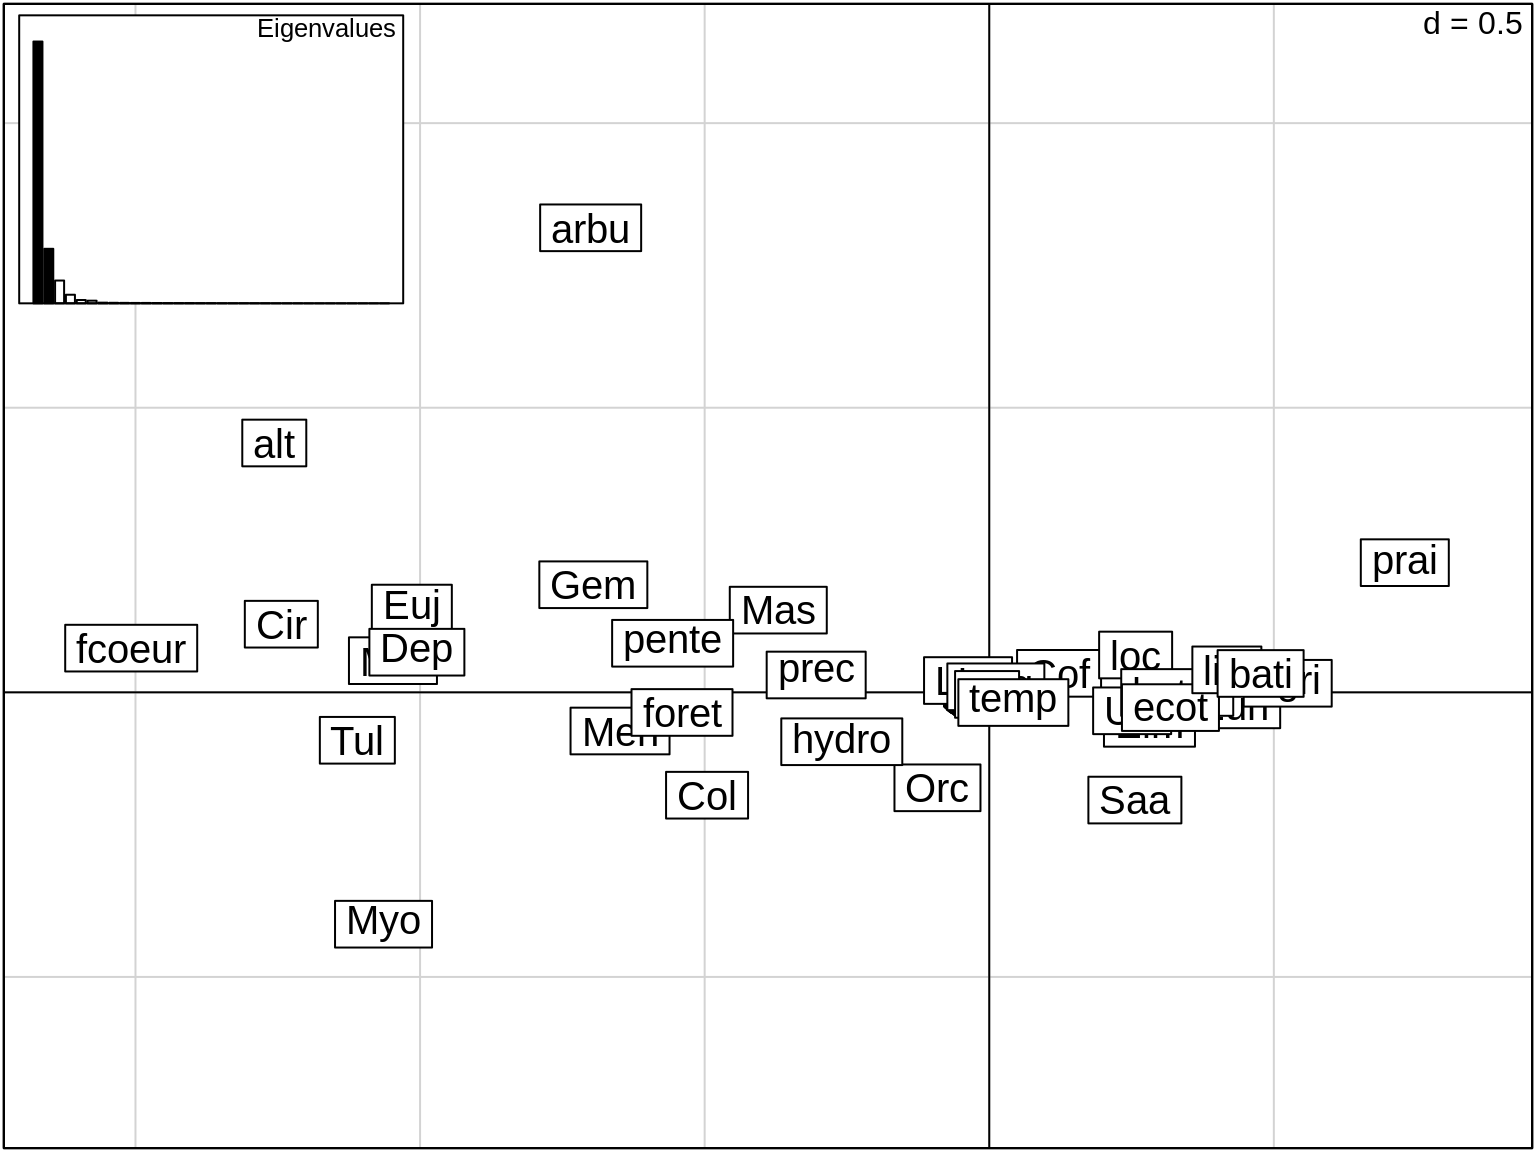 Eigenvalues
d = 0.5
arbu
alt
prai
Gem
Euj
Mas
Cir
pente
fcoeur
Dep
prec
loc
bati
temp
ecot
foret
Tul
hydro
Orc
Col
Saa
Myo